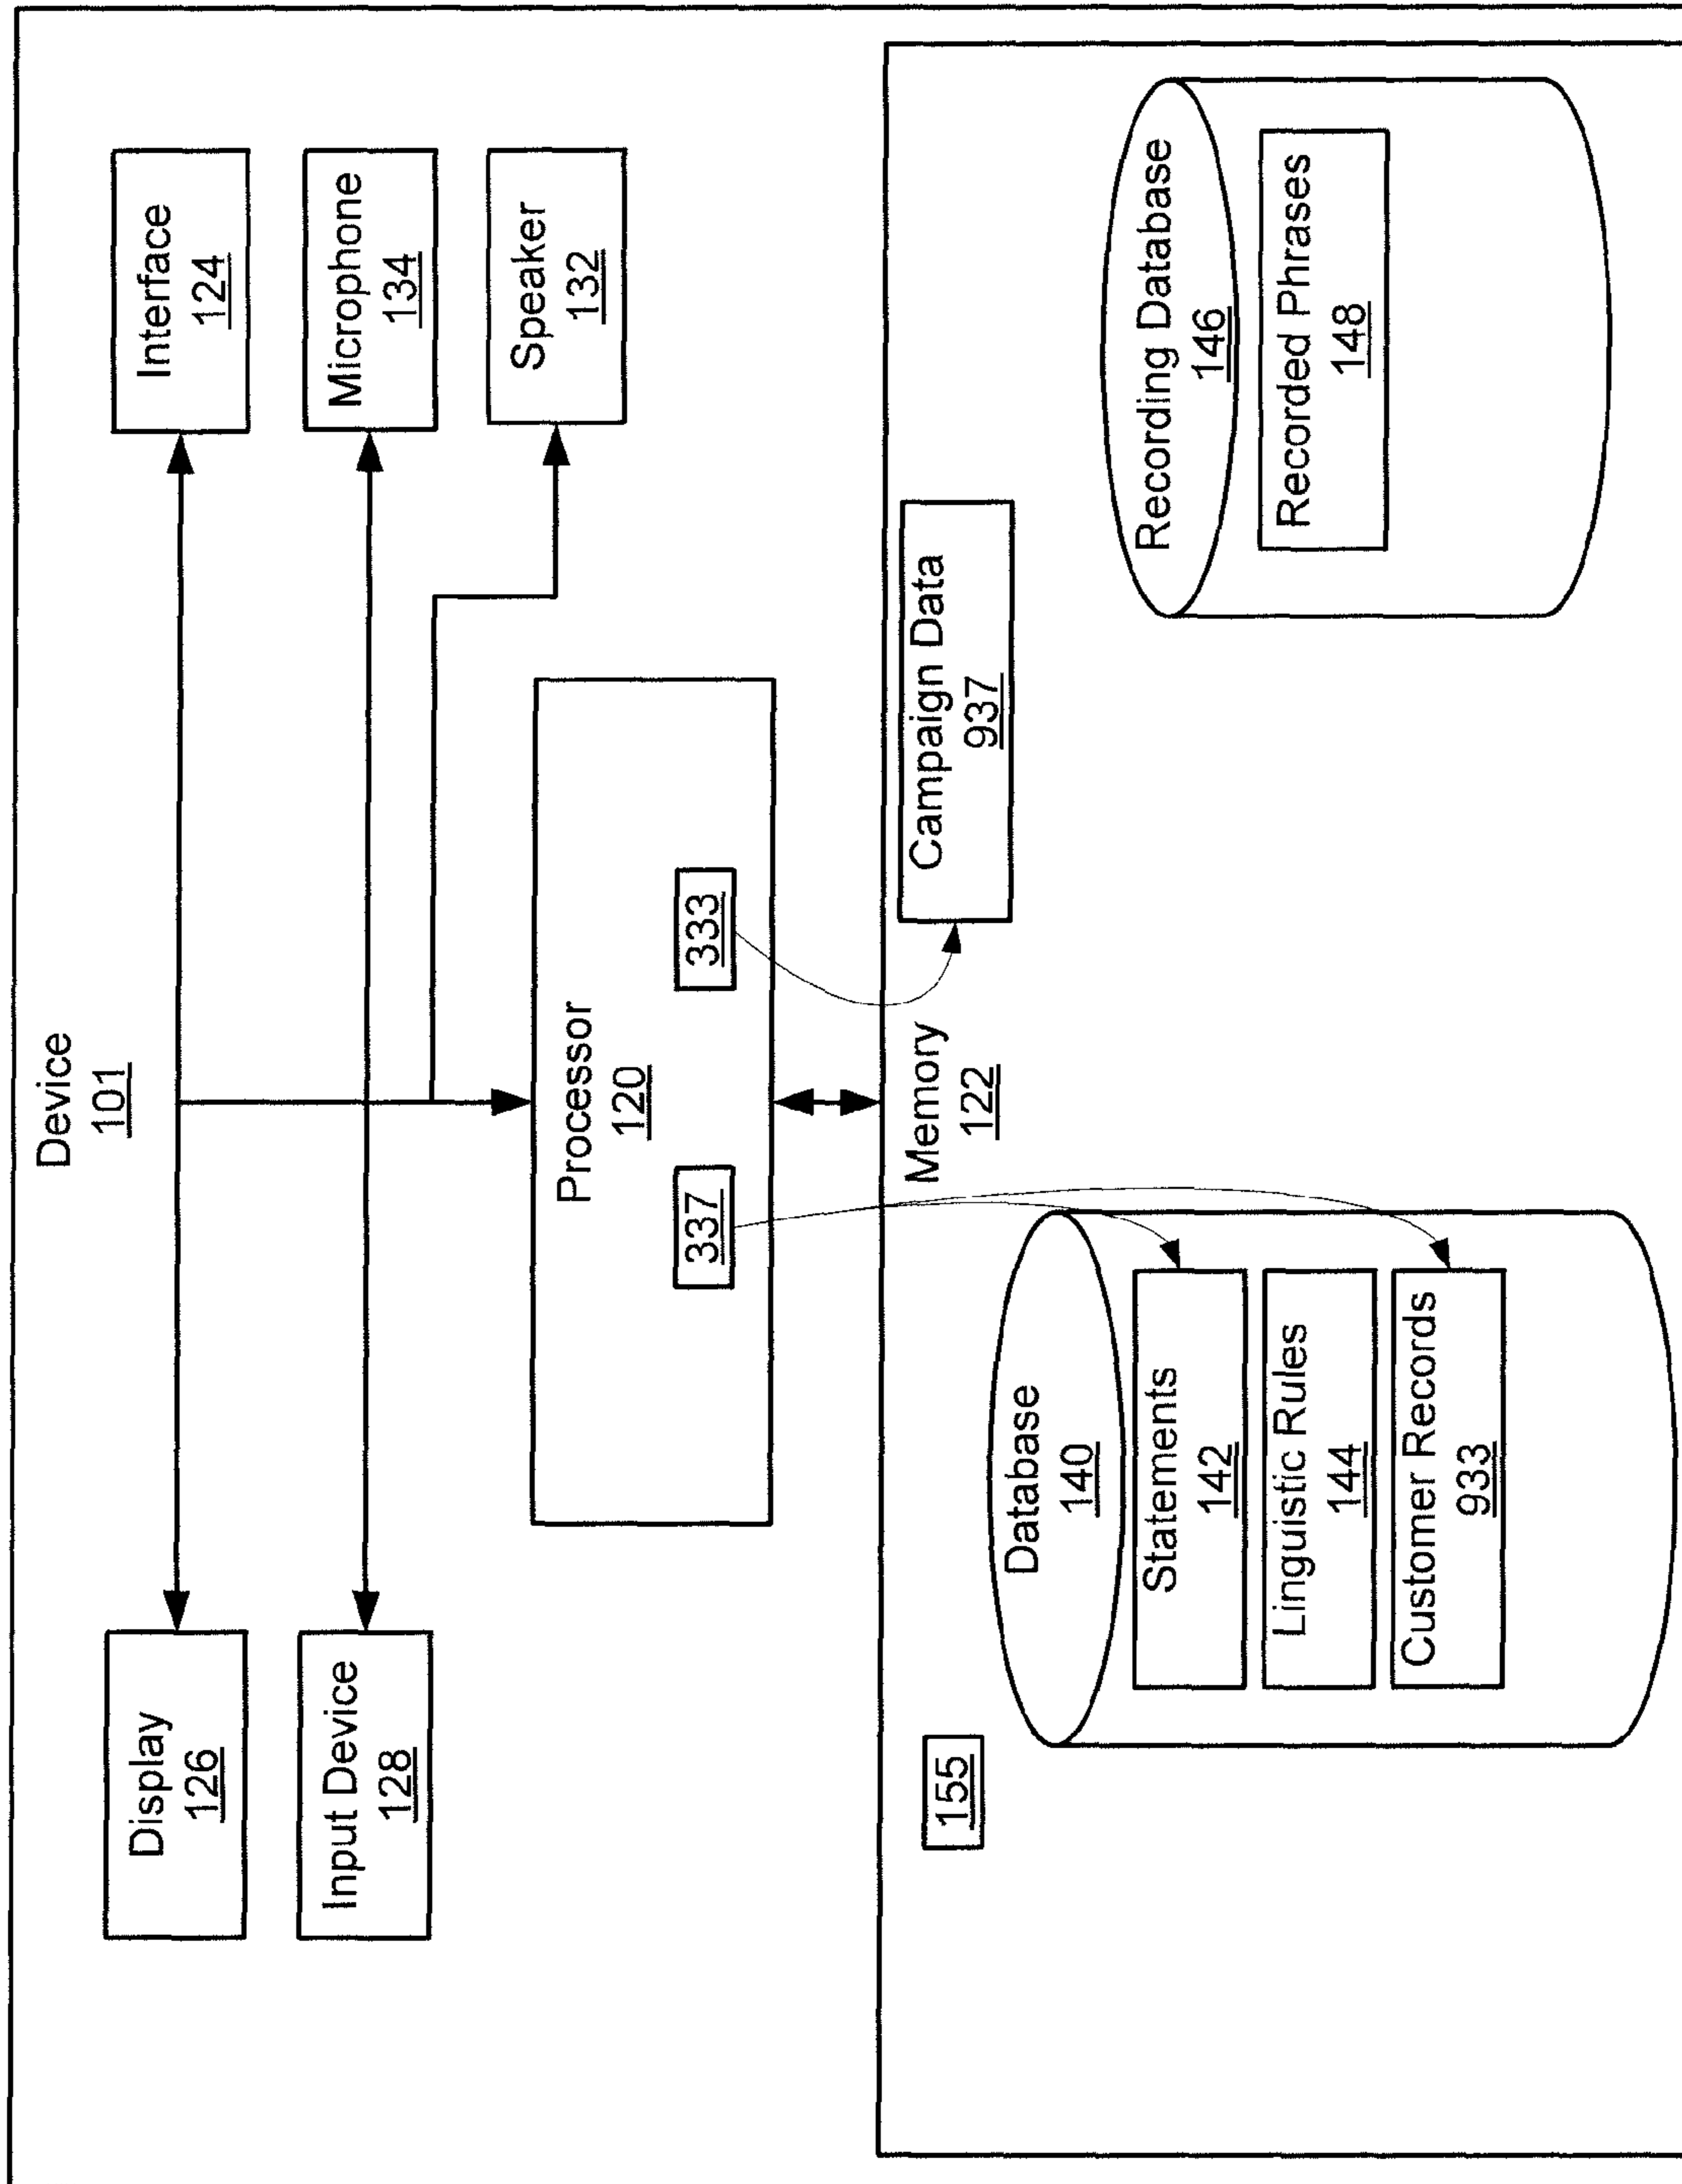 Device
101
Display
126
Interface
124
Input Device
128
Microphone
134
Speaker
132
Processor
120
337
333
Memory
122
155
Campaign Data
937
Database
140
Statements
142
Linguistic Rules
144
Customer Records
933
Recording Database
146
Recorded Phrases
148